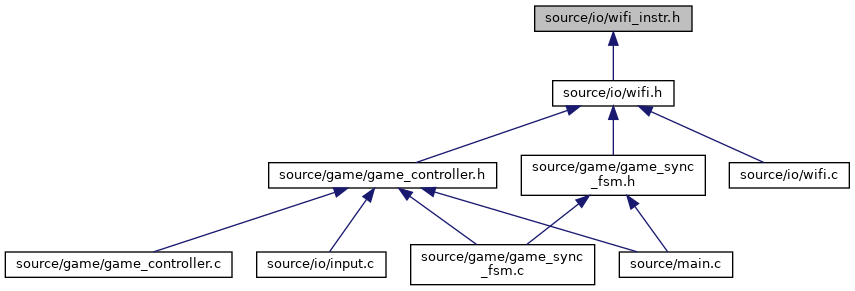 source/io/wifi_instr.h
source/io/wifi.h
source/game/game_controller.h
source/game/game_sync
_fsm.h
source/io/wifi.c
source/game/game_controller.c
source/io/input.c
source/game/game_sync
_fsm.c
source/main.c